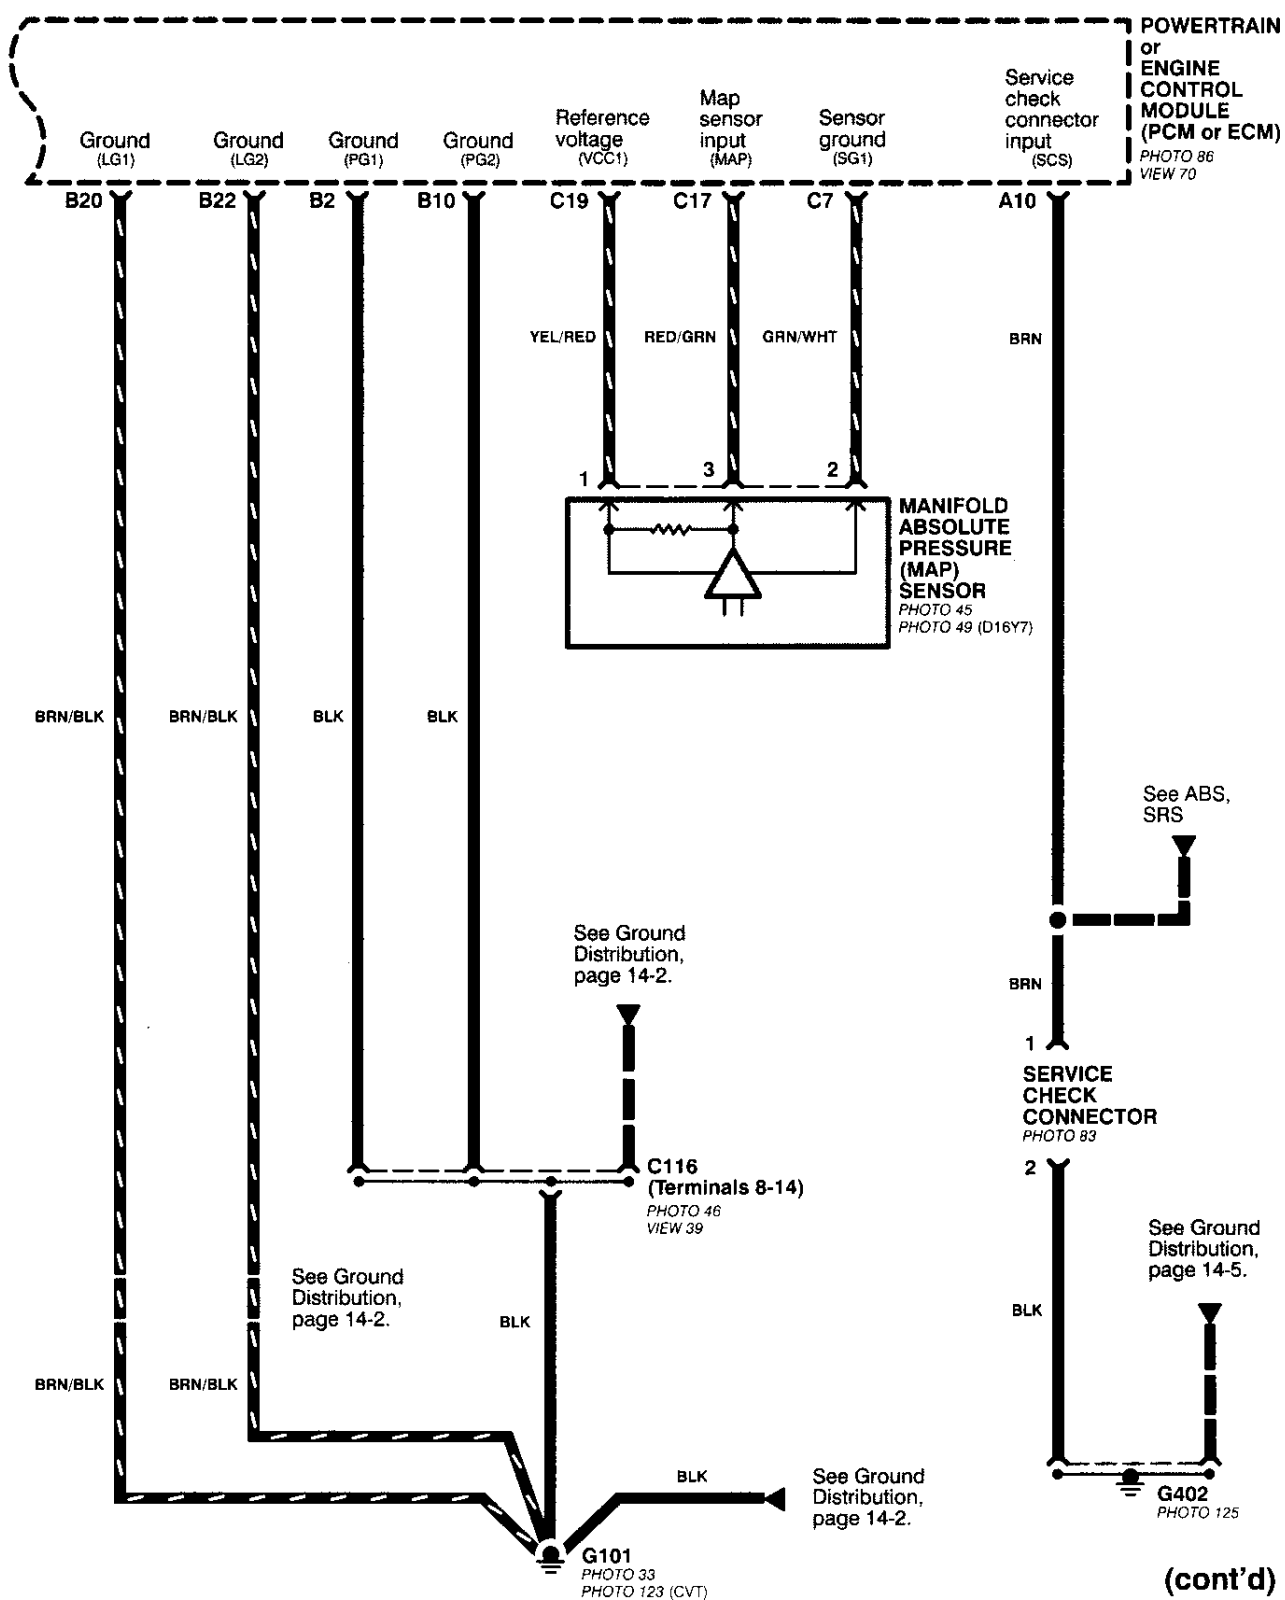 POWERTRAIN
or
ENGINE
CONTROL
MODULE
(PCM or ECM)
PHOTO 86
VIEW 70
Ground
(LG1)
Ground
(LG2)
Ground
(PG1)
Ground
(PG2)
Reference
voltage
(VCC1)
Map
sensor
input
(MAP)
Sensor
ground
(SG1)
Service
check
connector
input
(SCS)
B20
B22
B2
B10
C19
C17
C7
A10
YEL/RED
RED/GRN
GRN/WHT
BRN
1
3
2
MANIFOLD
ABSOLUTE
PRESSURE
(MAP)
SENSOR
PHOTO 45
PHOTO 49 (D16Y7)
BRN/BLK
BRN/BLK
BLK
BLK
See ABS,
SRS
See Ground
Distribution,
page 14-2.
BRN
1
SERVICE
CHECK
CONNECTOR
PHOTO 83
2
C116
(Terminals 8-14)
PHOTO 46
VIEW 39
See Ground
Distribution,
page 14-5.
See Ground
Distribution,
page 14-2.
BLK
BLK
BRN/BLK
BRN/BLK
BLK
See Ground
Distribution,
page 14-2.
G402
PHOTO 125
G101
PHOTO 33
PHOTO 123 (CVT)
(cont'd)